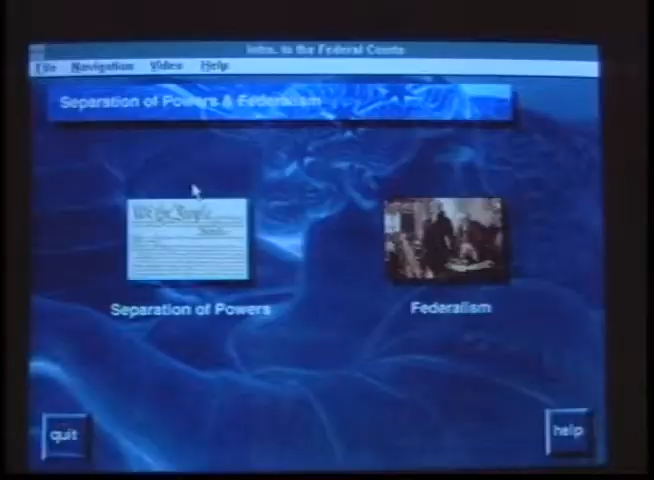 Intro. to the Federal Courts
File Navigation Video Help
Separation of Powers & Federalism
We the People
Separation of Powers
Federalism
quit
help